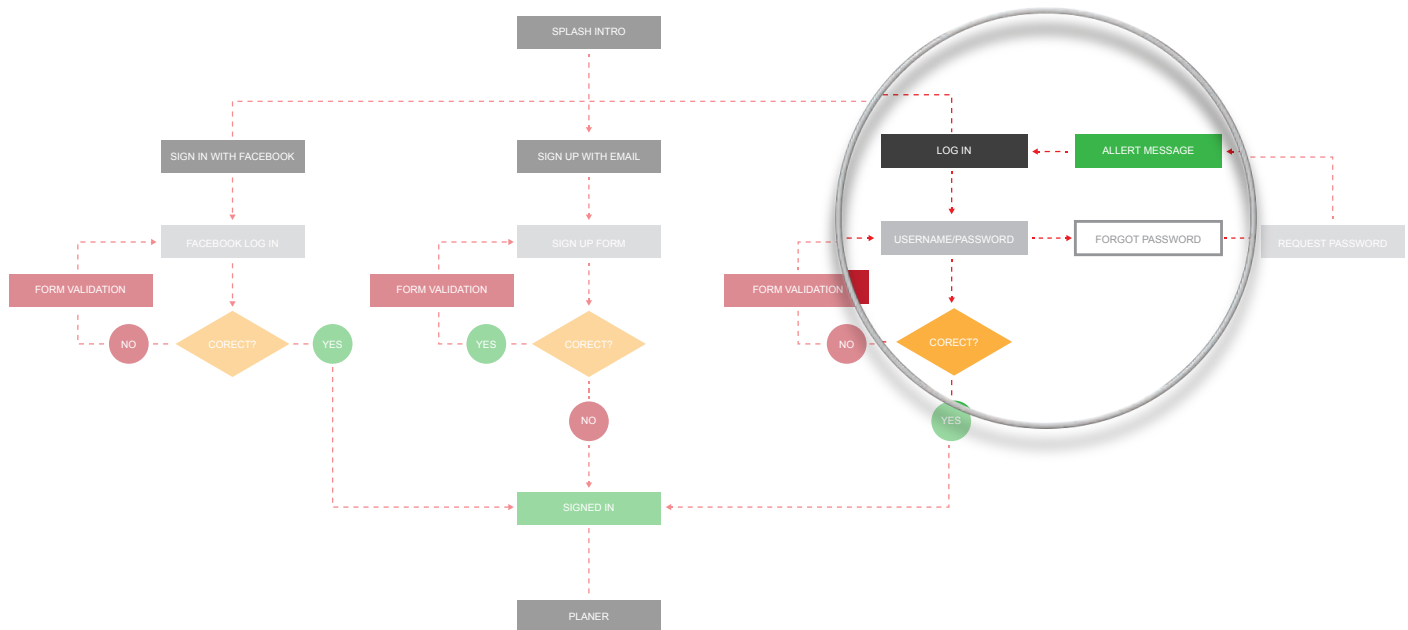 SPLASH INTRO
SIGN IN WITH FACEBOOK
SIGN UP WITH EMAIL
LOG IN
ALLERT MESSAGE
FACEBOOK LOG IN
SIGN UP FORM
USERNAME/PASSWORD
FORGOT PASSWORD
REQUEST PASSWORD
FORM VALIDATION
FORM VALIDATION
FORM VALIDATION
NO
CORECT?
YES
YES
CORECT?
NO
CORECT?
NO
YES
SIGNED IN
PLANER